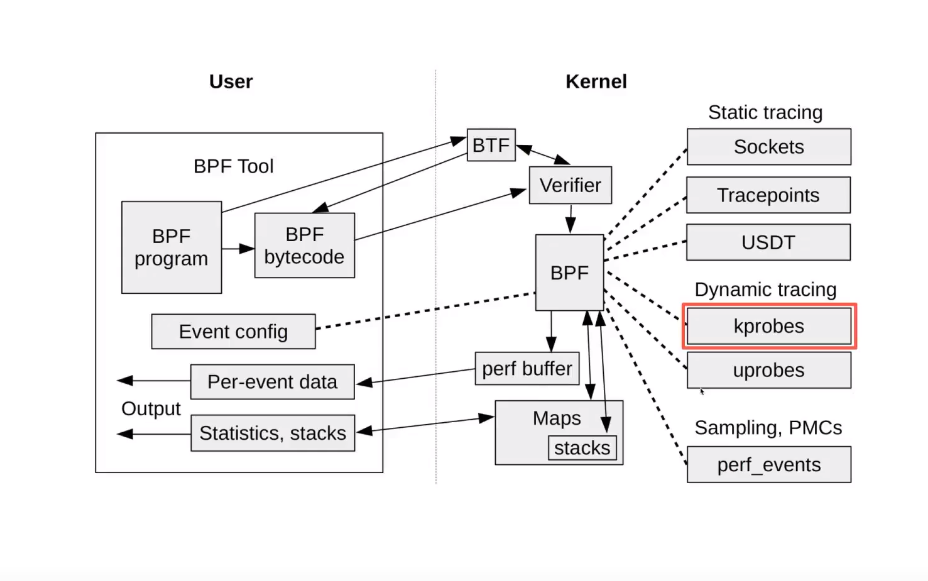 User
Kernel
BPF Tool
BPF
program
BPF
bytecode
Event config
Per-event data
Output
Statistics, stacks
BTF
Verifier
BPF
perf buffer
Maps
stacks
Static tracing
Sockets
Tracepoints
USDT
Dynamic tracing
kprobes
uprobes
Sampling, PMCs
perf_events